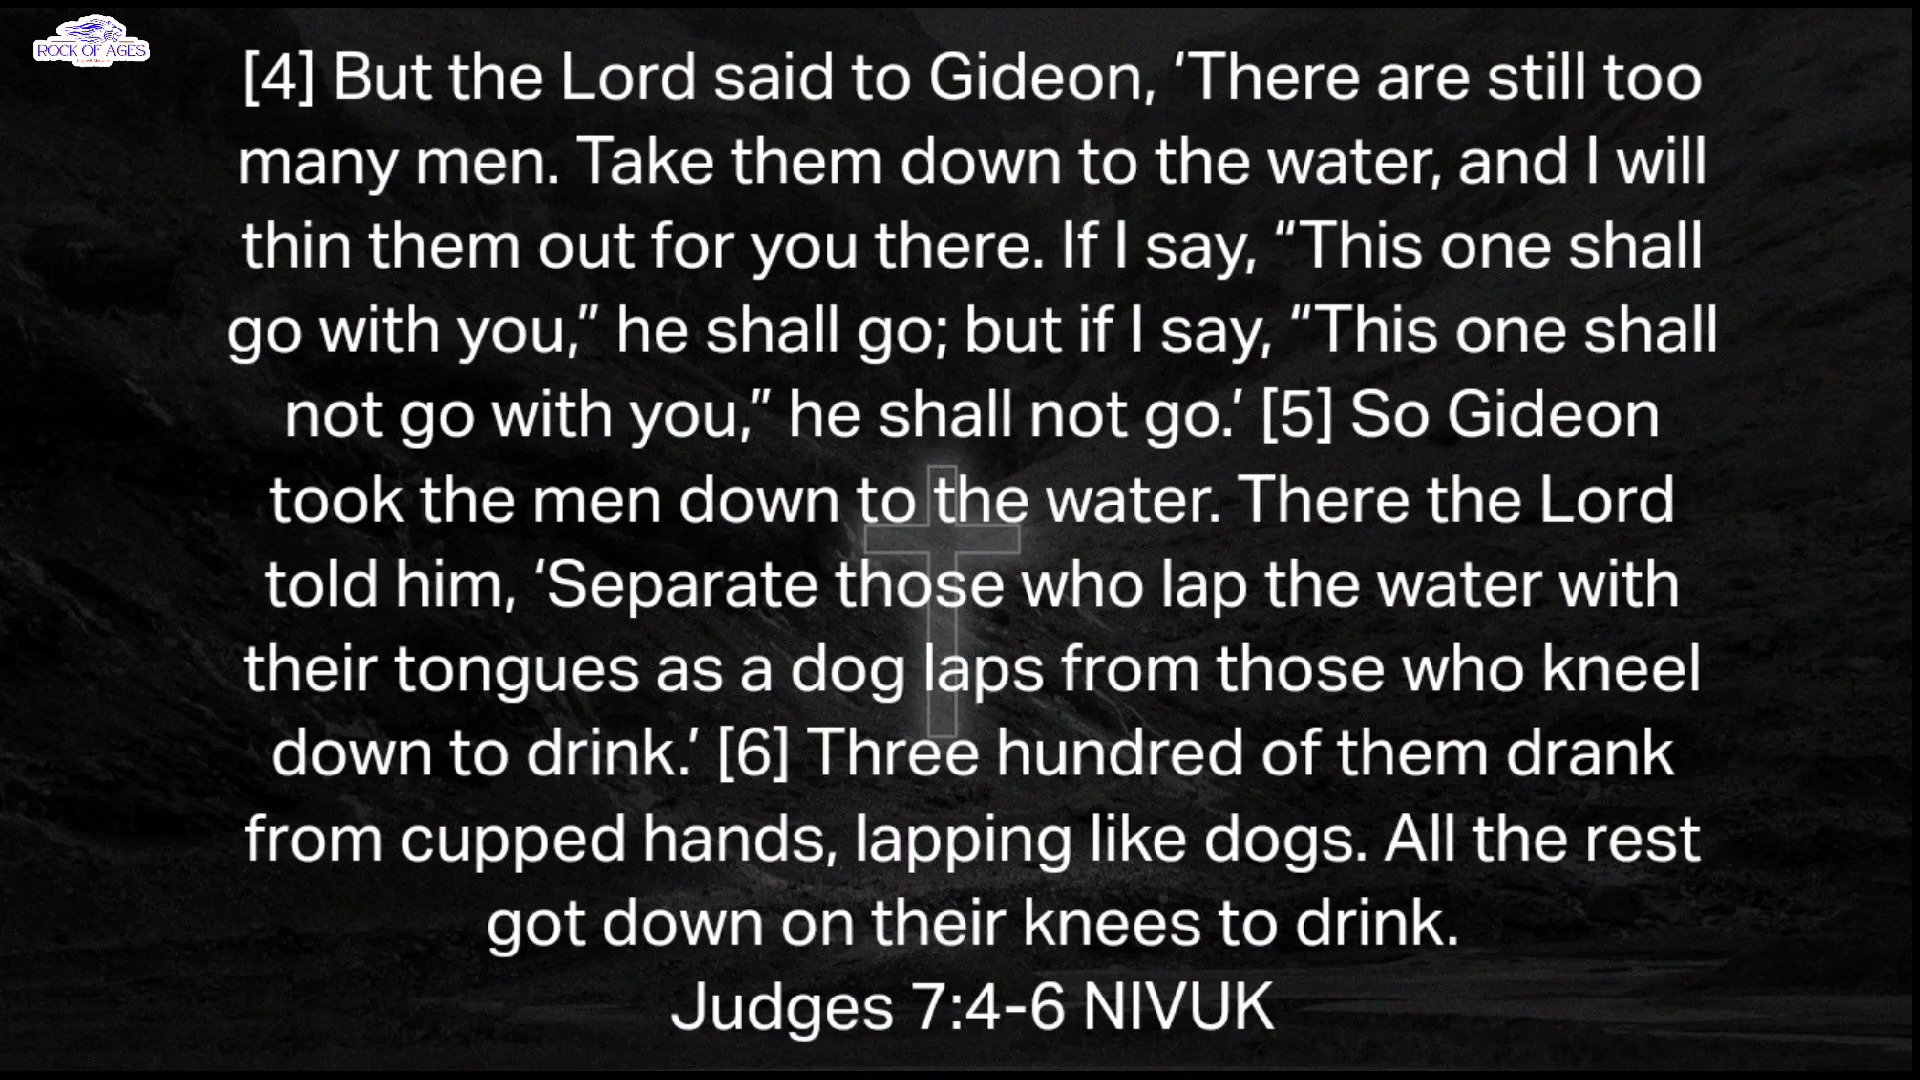 ROCK OF AGES
[4] But the Lord said to Gideon, ‘There are still too
many men. Take them down to the water, and I will
thin them out for you there. If I say, “This one shall
go with you,” he shall go; but if I say, “This one shall
not go with you,” he shall not go.’ [5] So Gideon
took the men down to the water. There the Lord
told him, ‘Separate those who lap the water with
their tongues as a dog laps from those who kneel
down to drink.’ [6] Three hundred of them drank
from cupped hands, lapping like dogs. All the rest
got down on their knees to drink.
Judges 7:4-6 NIVUK